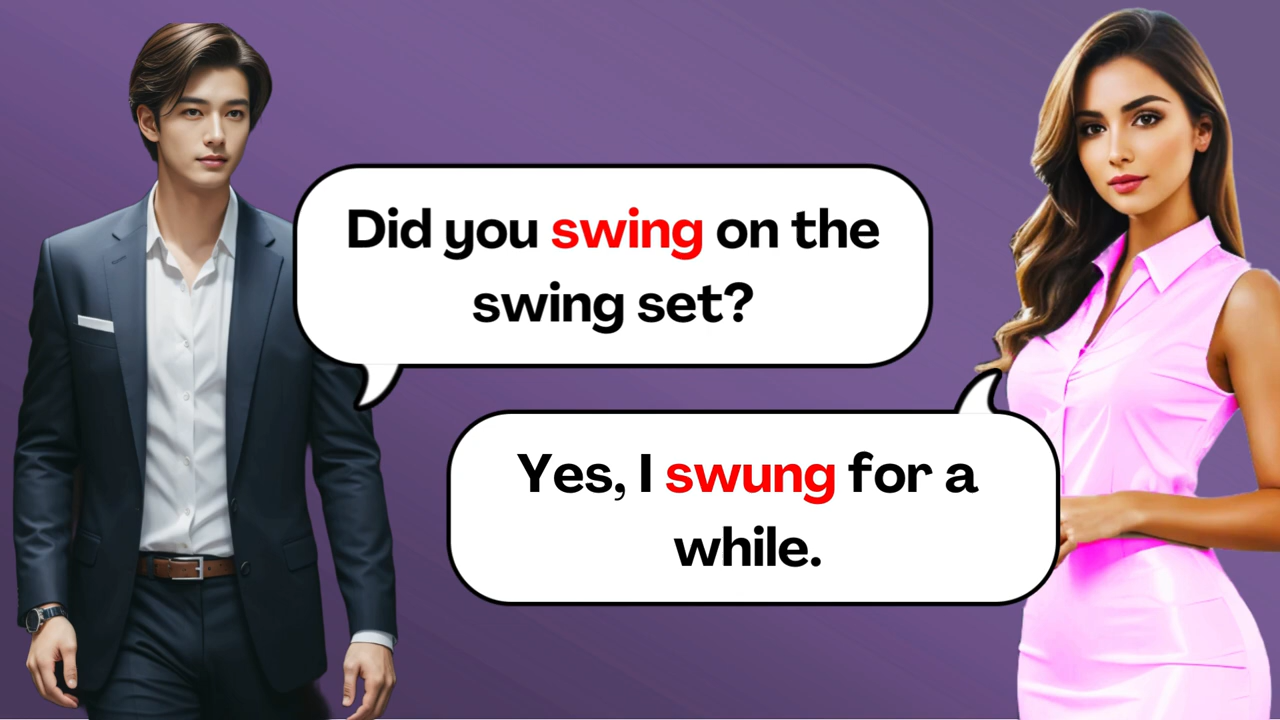 Did you swing on the
swing set?
Yes, I swung for a
while.